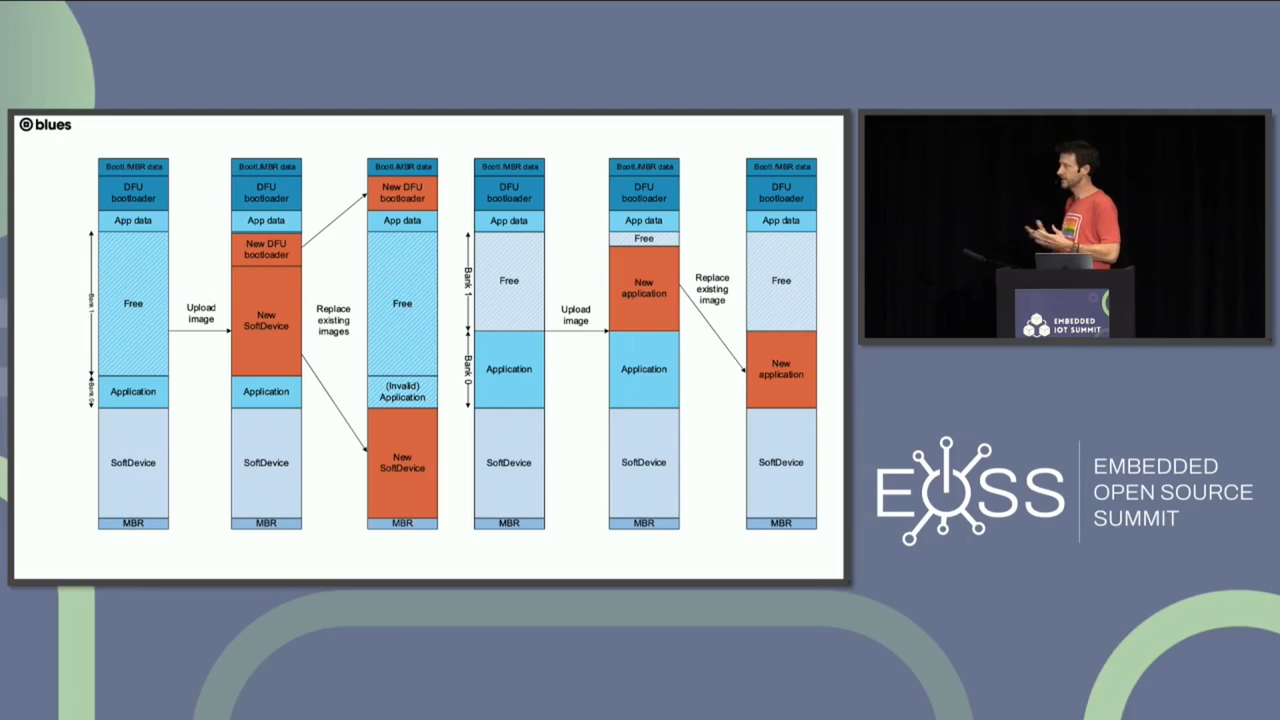 blues
Bootl./MBR data
DFU
bootloader
App data
Free
Application
SoftDevice
MBR
Bank 1
Bank 0
Upload
image
Bootl./MBR data
DFU
bootloader
App data
New DFU
bootloader
New
SoftDevice
Application
SoftDevice
MBR
Replace
existing
images
Bootl./MBR data
New DFU
bootloader
App data
Free
(Invalid)
Application
New
SoftDevice
MBR
Bank 1
Bank 0
Bootl./MBR data
DFU
bootloader
App data
Free
Application
SoftDevice
MBR
Upload
image
Bootl./MBR data
DFU
bootloader
App data
Free
New
application
Application
SoftDevice
MBR
Replace
existing
image
Bootl./MBR data
DFU
bootloader
App data
Free
New
application
SoftDevice
MBR
EMBEDDED
IOT SUMMIT
EOSS
EMBEDDED
OPEN SOURCE
SUMMIT